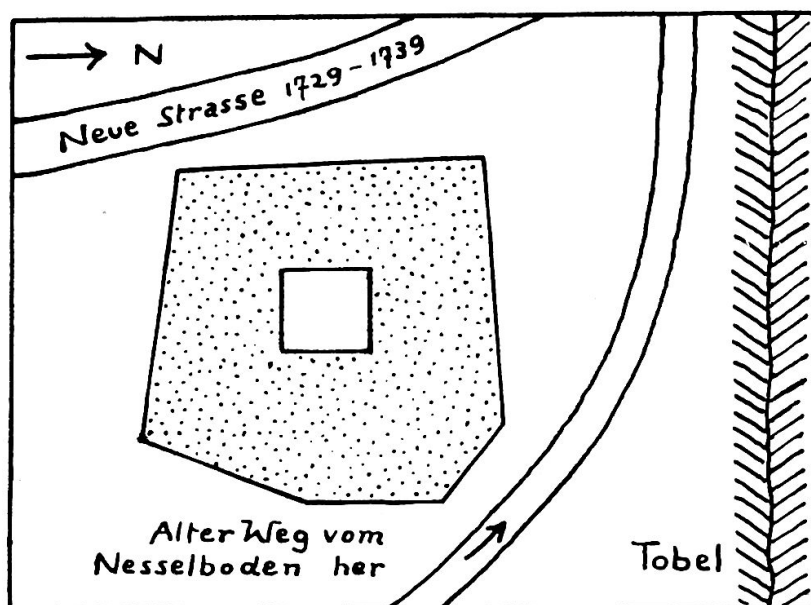 N
Neue Strasse 1729-1739
Alter Weg vom
Nesselboden her
Tobel